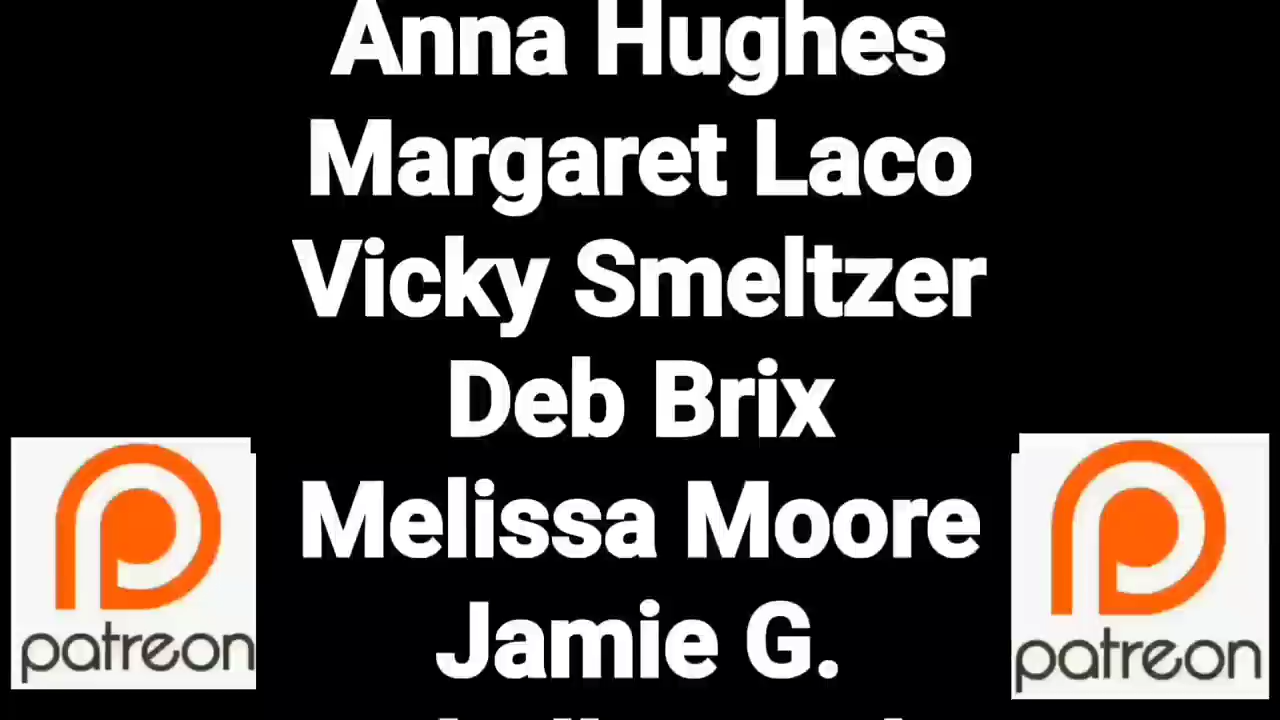 Anna Hughes
Margaret Laco
Vicky Smeltzer
Deb Brix
Melissa Moore
Jamie G.
patreon
patreon